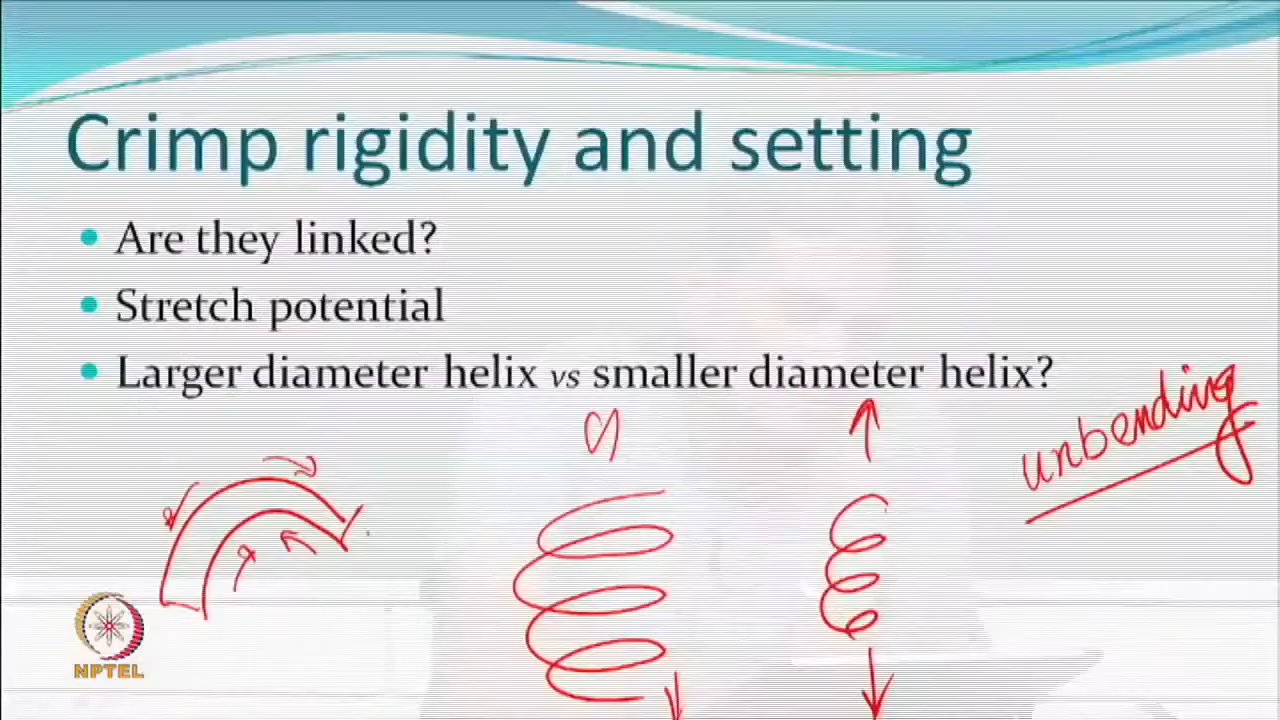 Crimp rigidity and setting
Are they linked?
Stretch potential
Larger diameter helix vs smaller diameter helix?
unbending
NPTEL